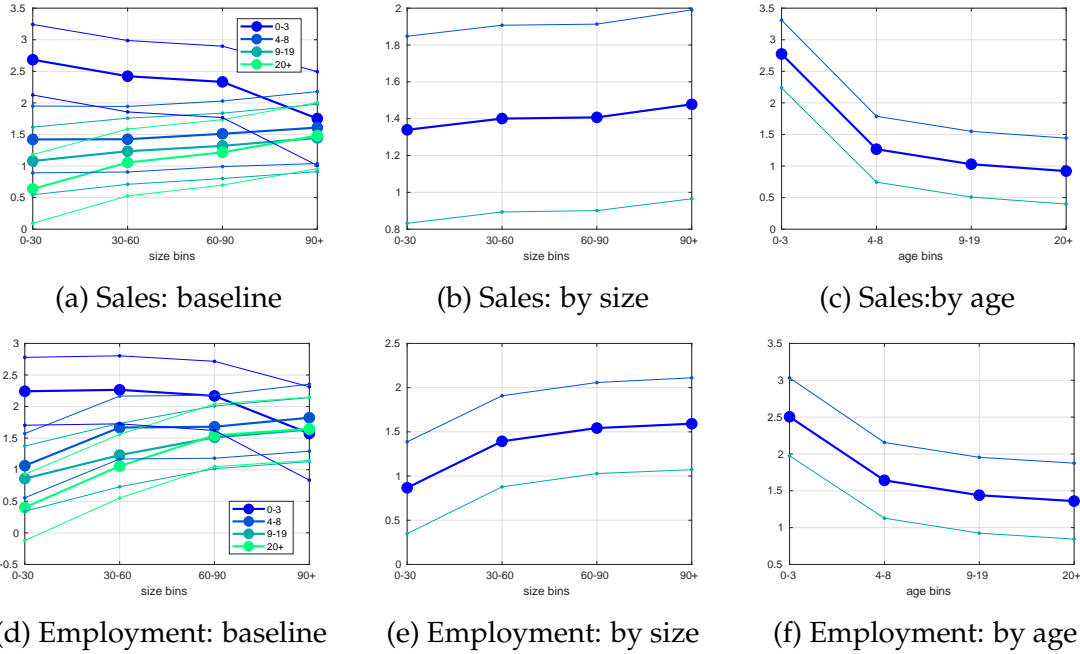 3.5
3
2.5
2
1.5
1
0.5
0
0-30 30-60 60-90 90+
size bins
0-3
4-8
9-19
20+
(a) Sales: baseline
2
1.8
1.6
1.4
1.2
1
0.8
0-30 30-60 60-90 90+
size bins
(b) Sales: by size
3.5
3
2.5
2
1.5
1
0.5
0
0-3 4-8 9-19 20+
age bins
(c) Sales:by age
3
2.5
2
1.5
1
0.5
0
-0.5
0-30 30-60 60-90 90+
size bins
0-3
4-8
9-19
20+
d) Employment: baseline
2.5
2
1.5
1
0.5
0
0-30 30-60 60-90 90+
size bins
(e) Employment: by size
3.5
3
2.5
2
1.5
1
0.5
0-3 4-8 9-19 20+
age bins
(f) Employment: by age